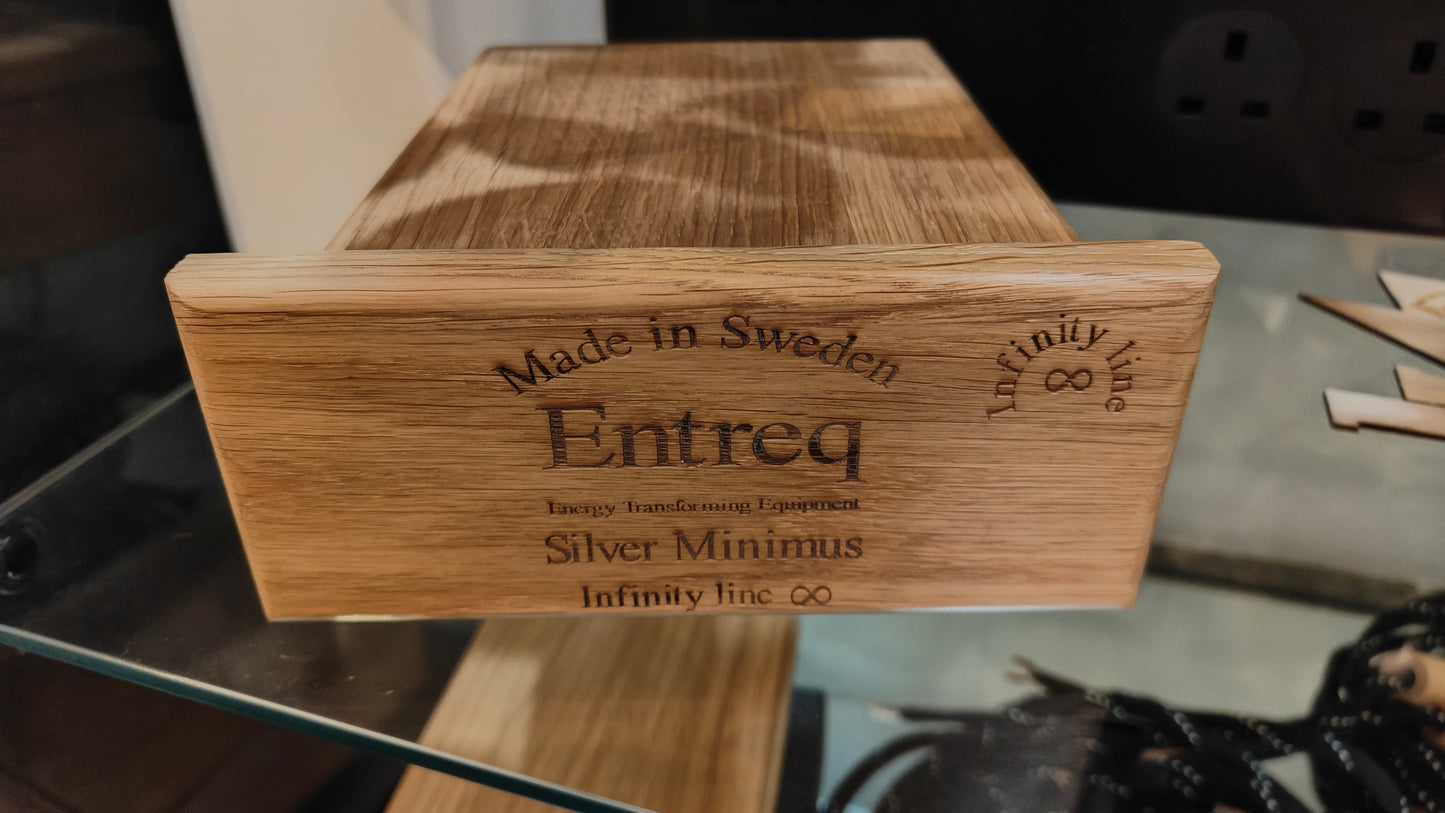 Made in Sweden
Entreq
Energy Transforming Equipment
Silver Minimus
Infinity line ∞
Infinity line
∞